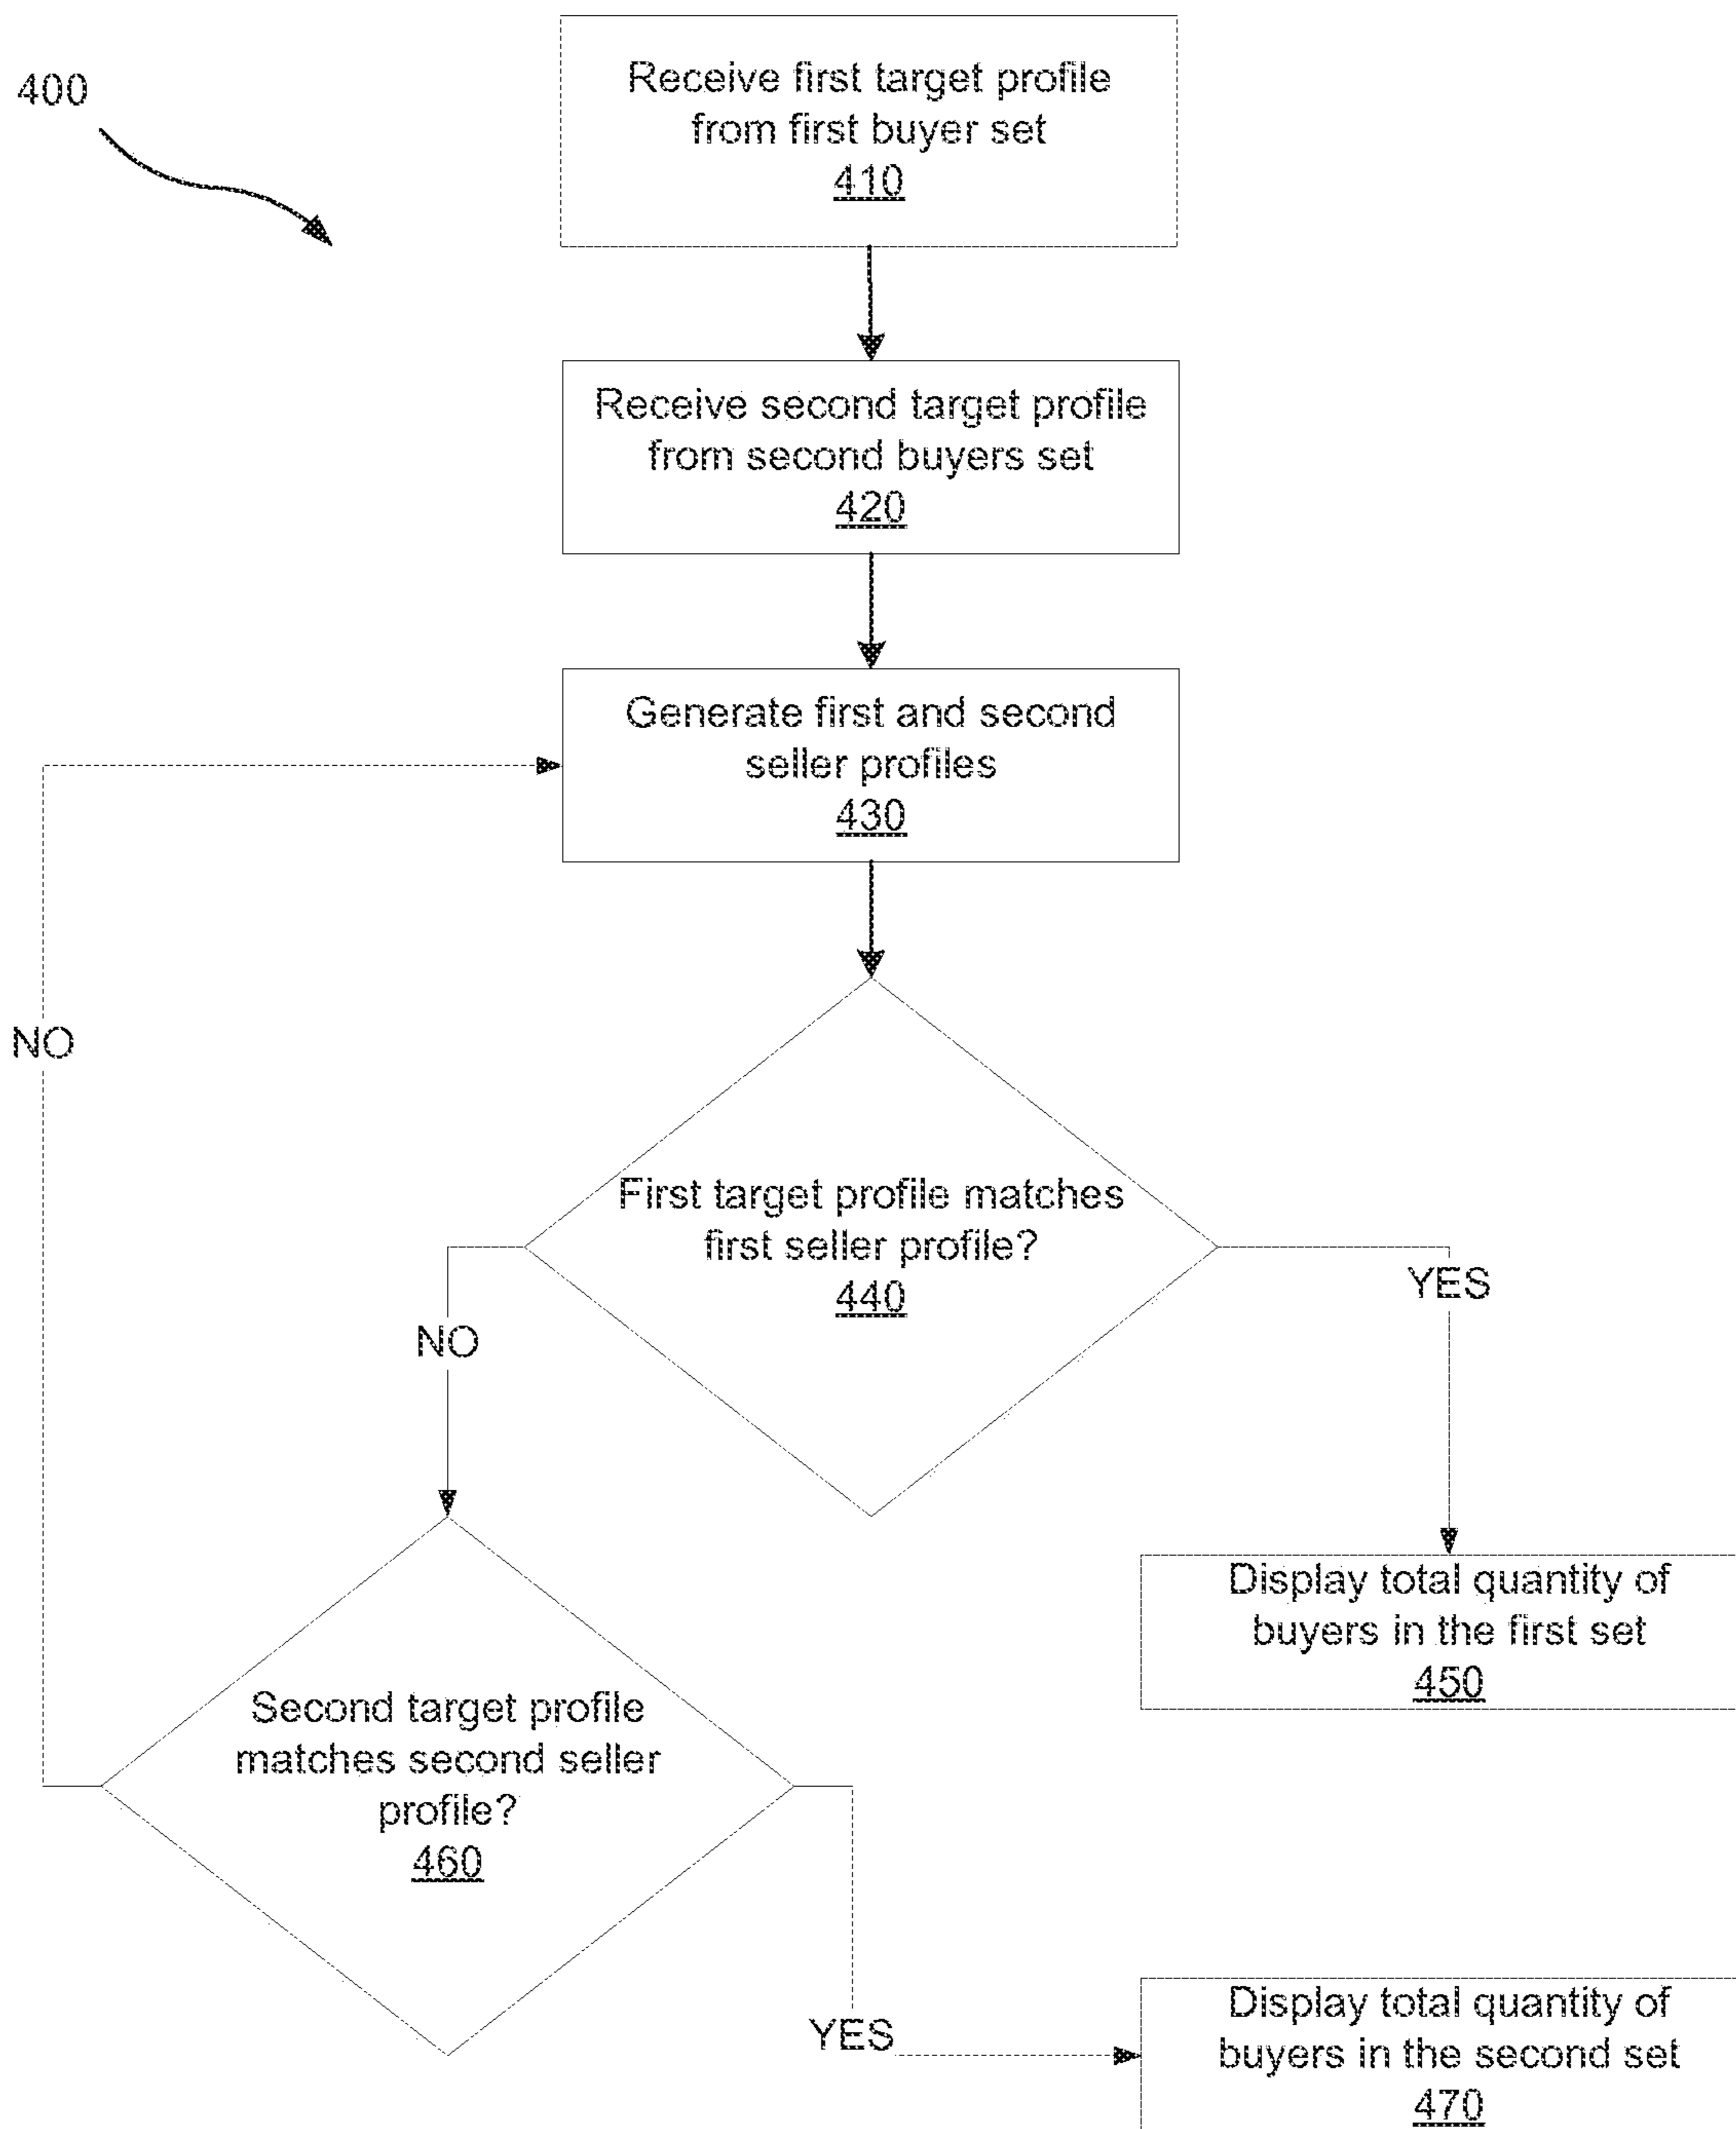 400
Receive first target profile
from first buyer set
410
Receive second target profile
from second buyers set
420
Generate first and second
seller profiles
430
NO
First target profile matches
first seller profile?
440
YES
NO
Display total quantity of
buyers in the first set
450
Second target profile
matches second seller
profile?
460
YES
Display total quantity of
buyers in the second set
470